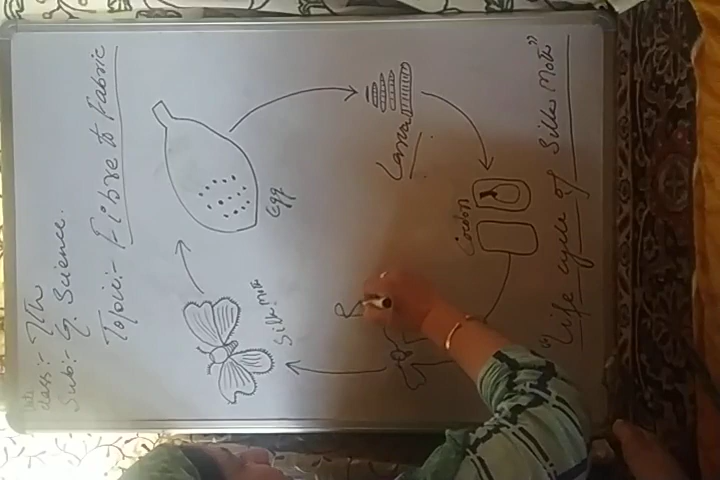 Class:- 7th
Sub:- G. Science.
Topic:- Fibre to Fabric
"Life cycle of Silk Moth"
Egg
Larva
Cocoon
Silk moth